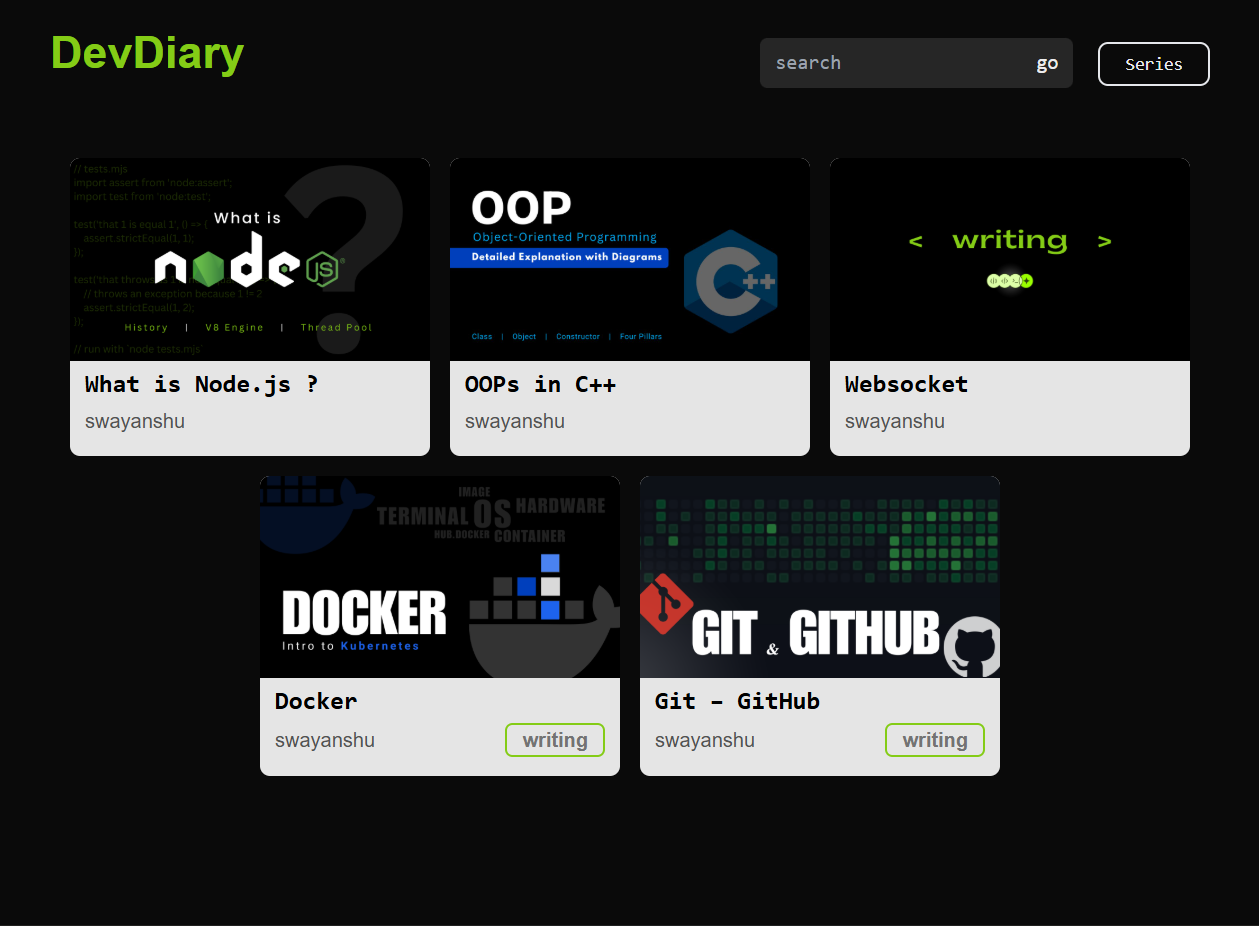 DevDiary
search go Series
// tests.mjs
import assert from 'node:assert';
import test from 'node:test';
test('that 1 is equal 1', () => {
assert.strictEqual(1, 1);
});
test('that throws as 1 is not equal
// throws an exception because 1 != 2
assert.strictEqual(1, 2);
});
// run with `node tests.mjs`
?
What is
node JS
History | V8 Engine | Thread Pool
What is Node.js ?
swayanshu
OOP
Object-Oriented Programming
Detailed Explanation with Diagrams
C++
Class | Object | Constructor | Four Pillars
OOPs in C++
swayanshu
< writing >
Websocket
swayanshu
IMAGE
TERMINAL OS HARDWARE
HUB.DOCKER CONTAINER
DOCKER
Intro to Kubernetes
Docker
swayanshu
writing
GIT & GITHUB
Git – GitHub
swayanshu
writing